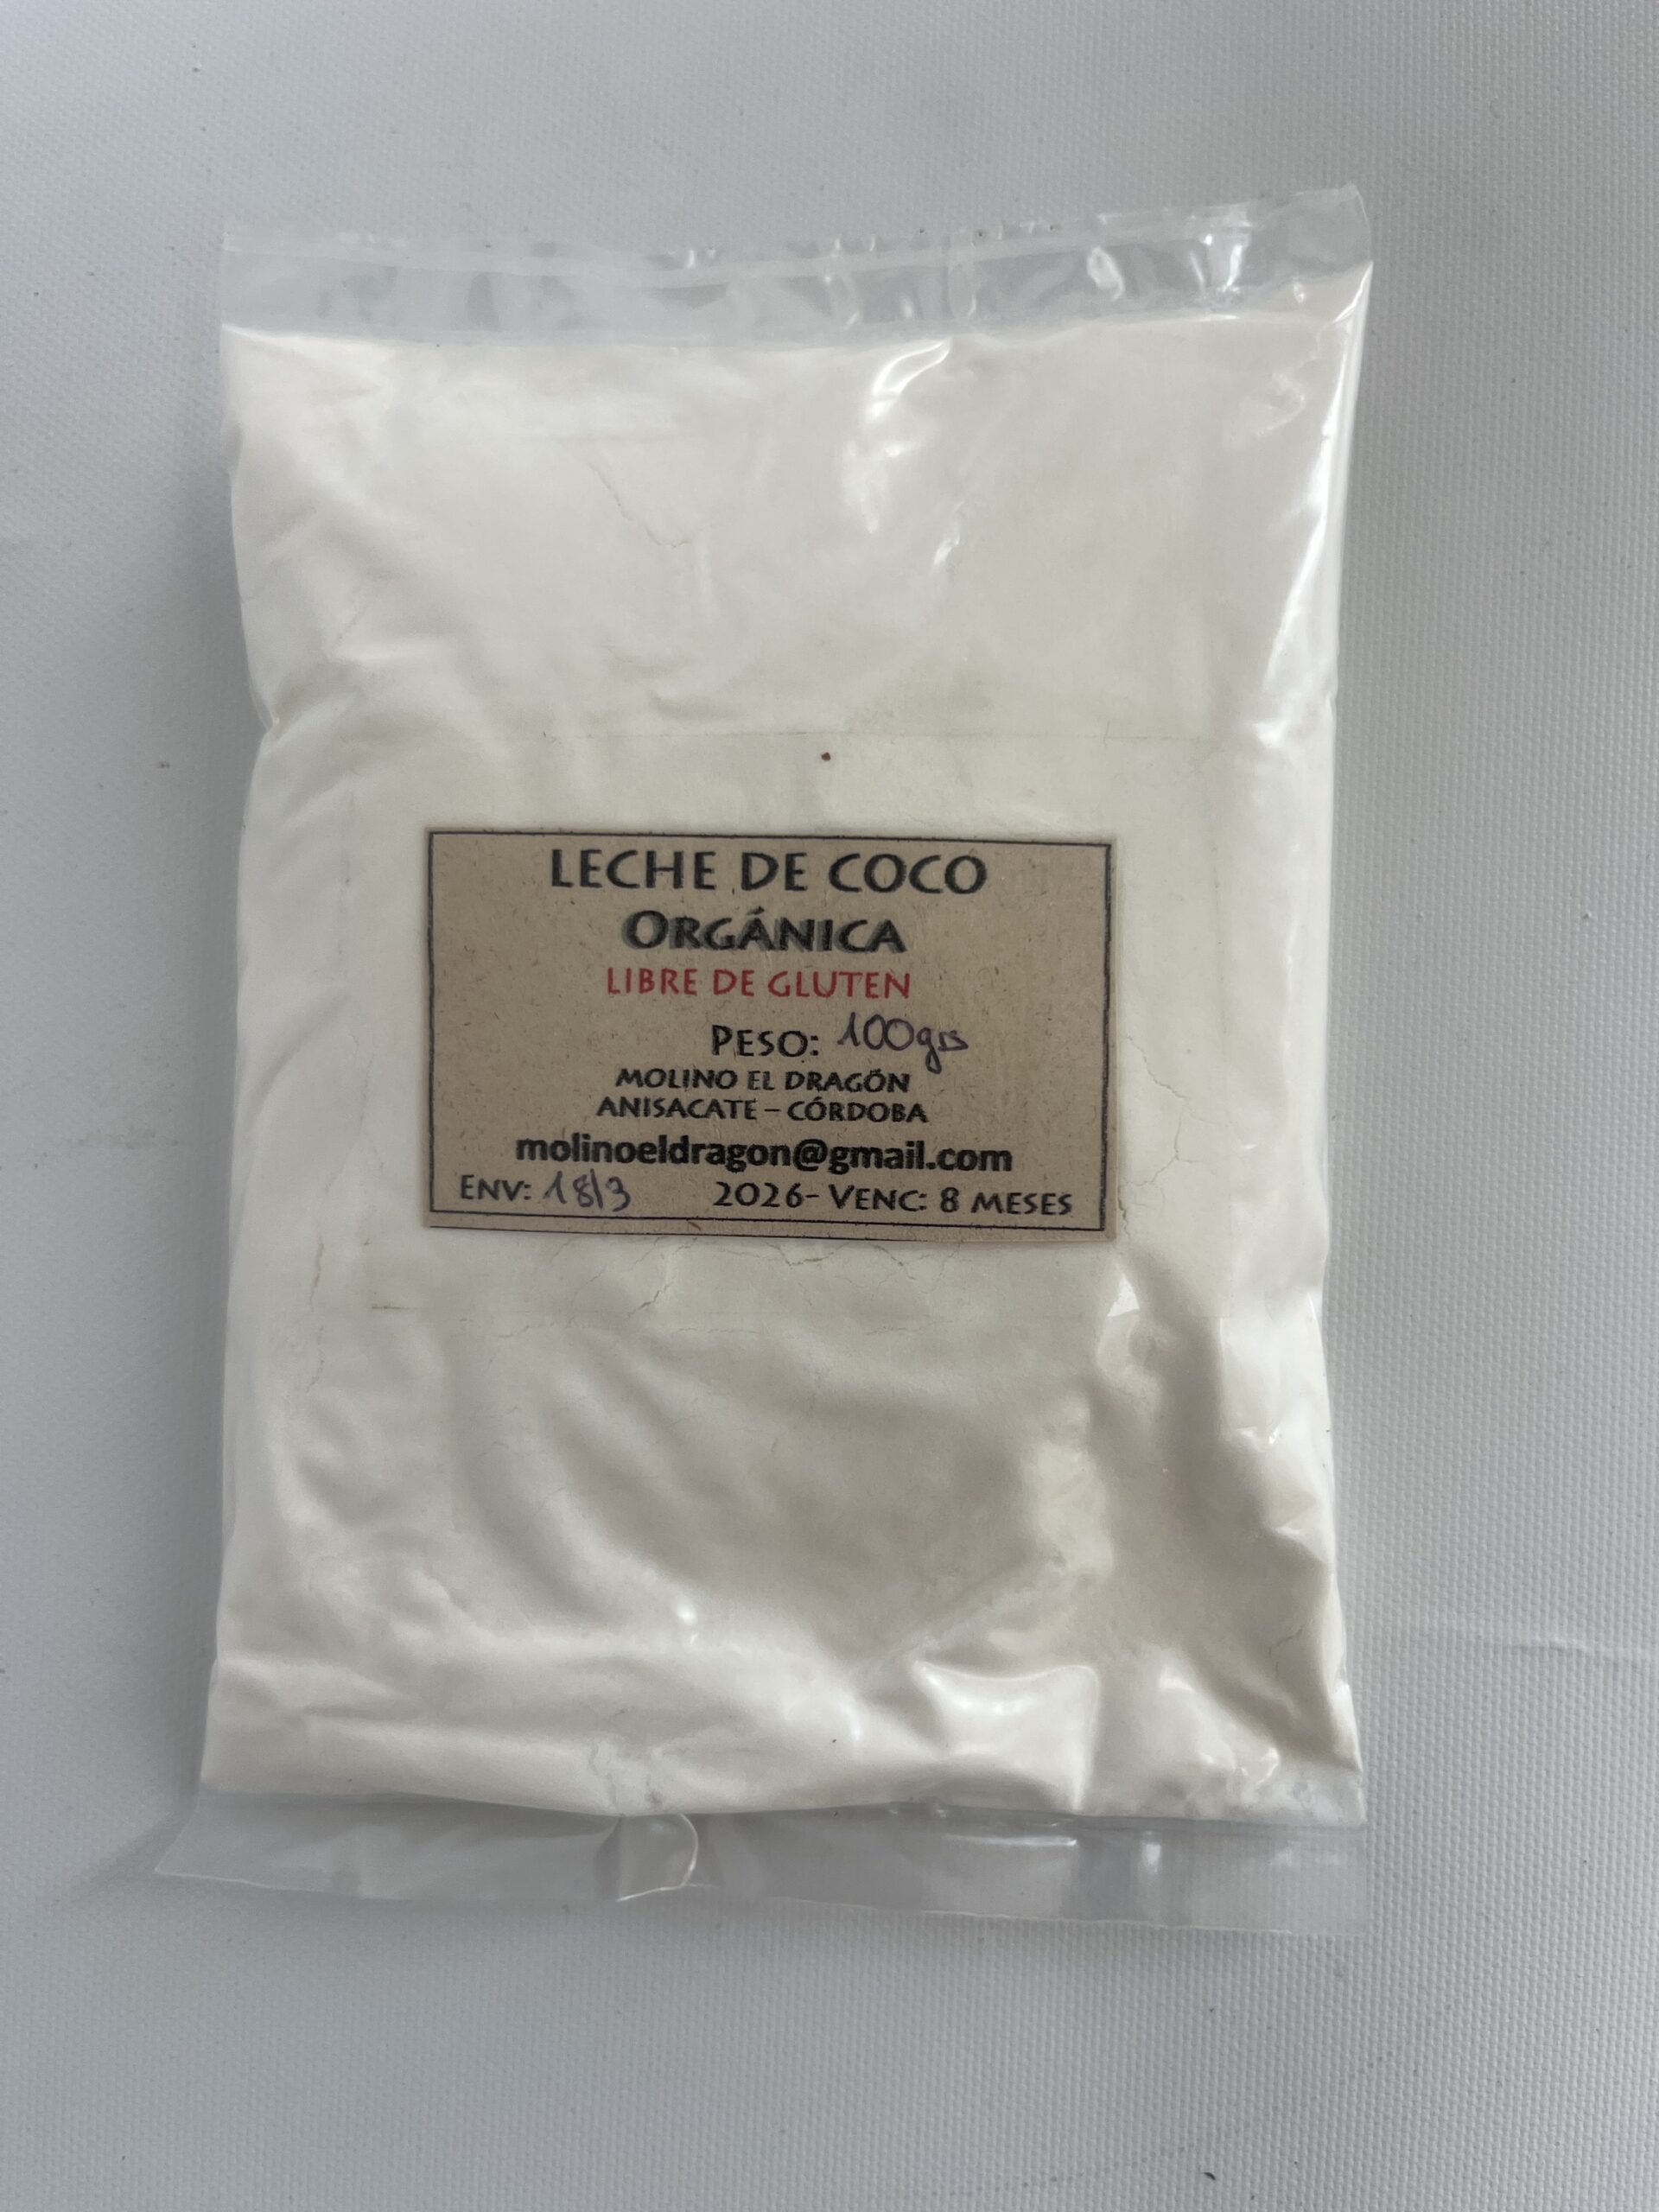 LECHE DE COCO
ORGÁNICA
LIBRE DE GLUTEN
PESO: 100grs
MOLINO EL DRAGÓN
ANISACATE – CÓRDOBA
molinoeldragon@gmail.com
ENV: 18/3 2026- VENC: 8 MESES